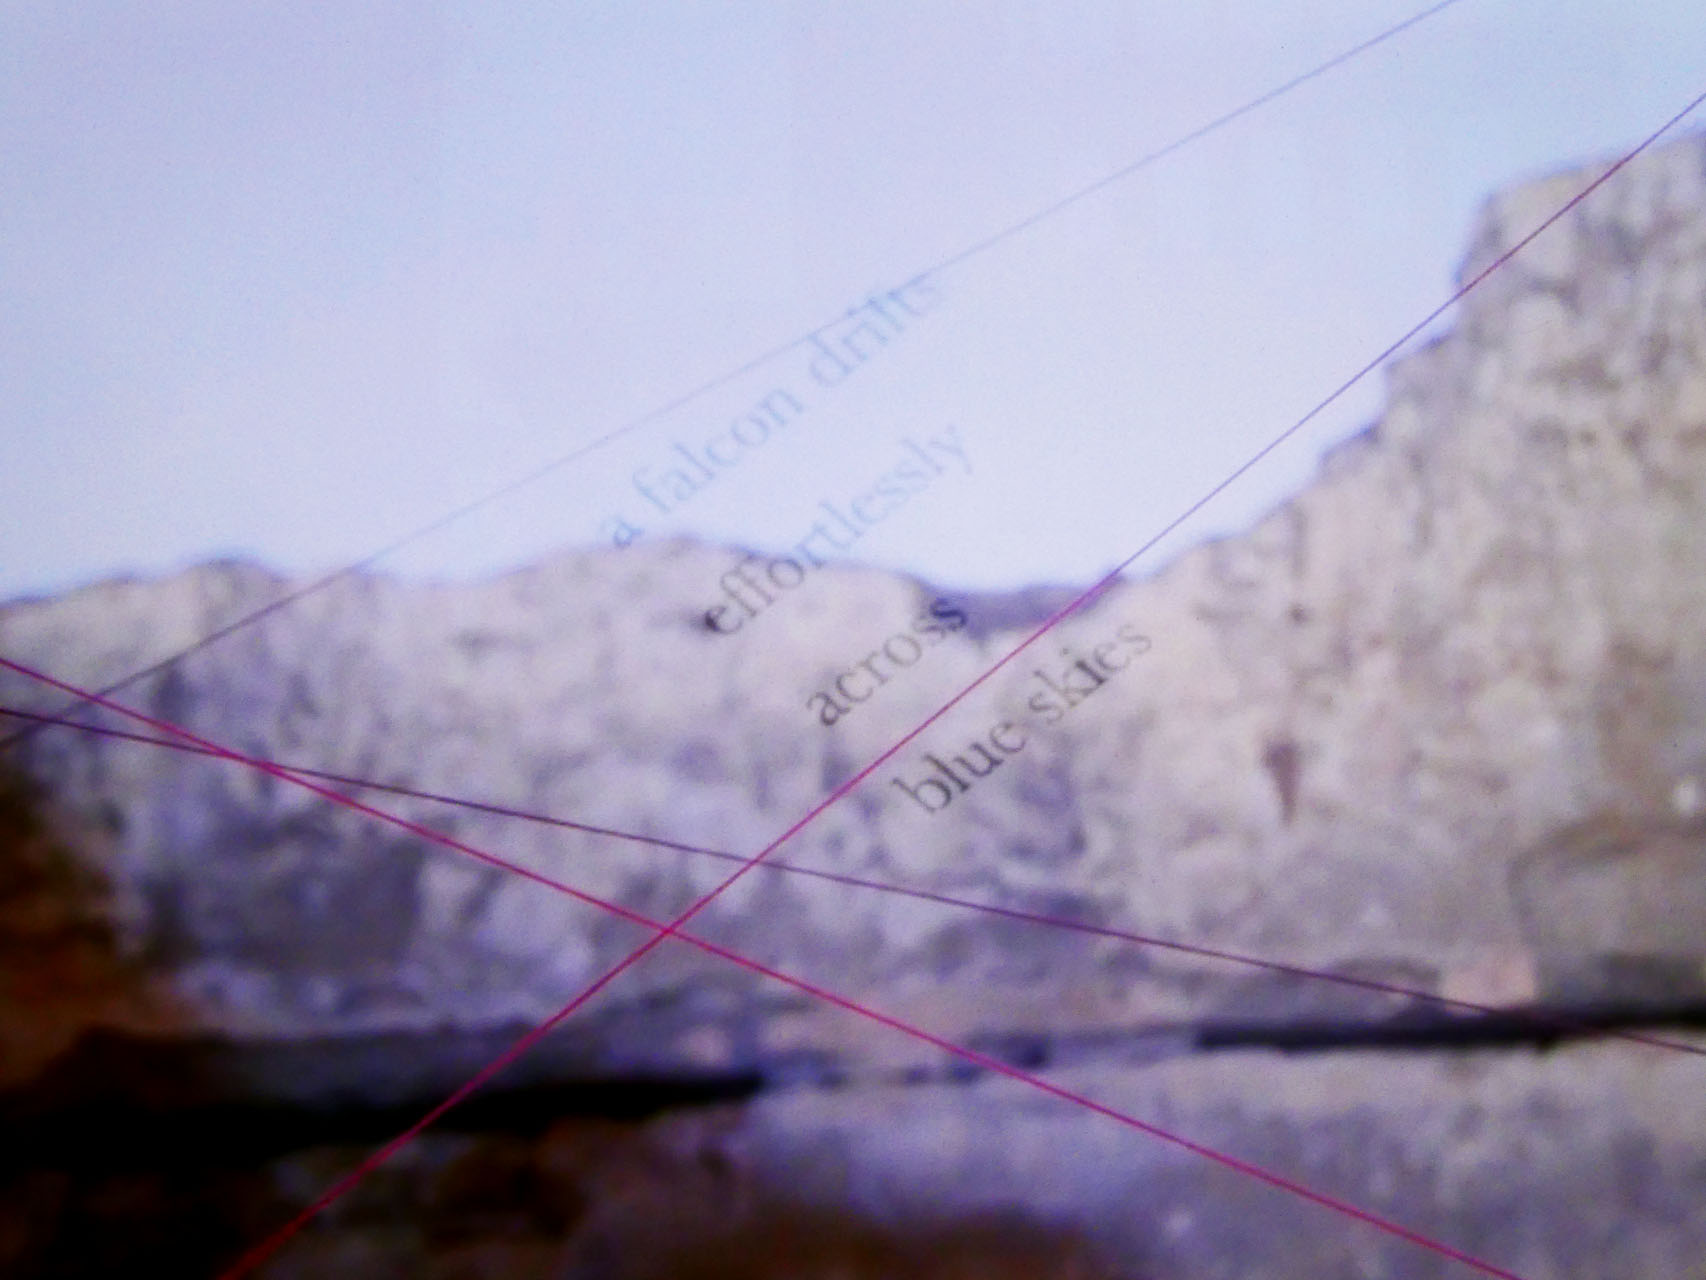 a falcon drifts
effortlessly
across
blue skies